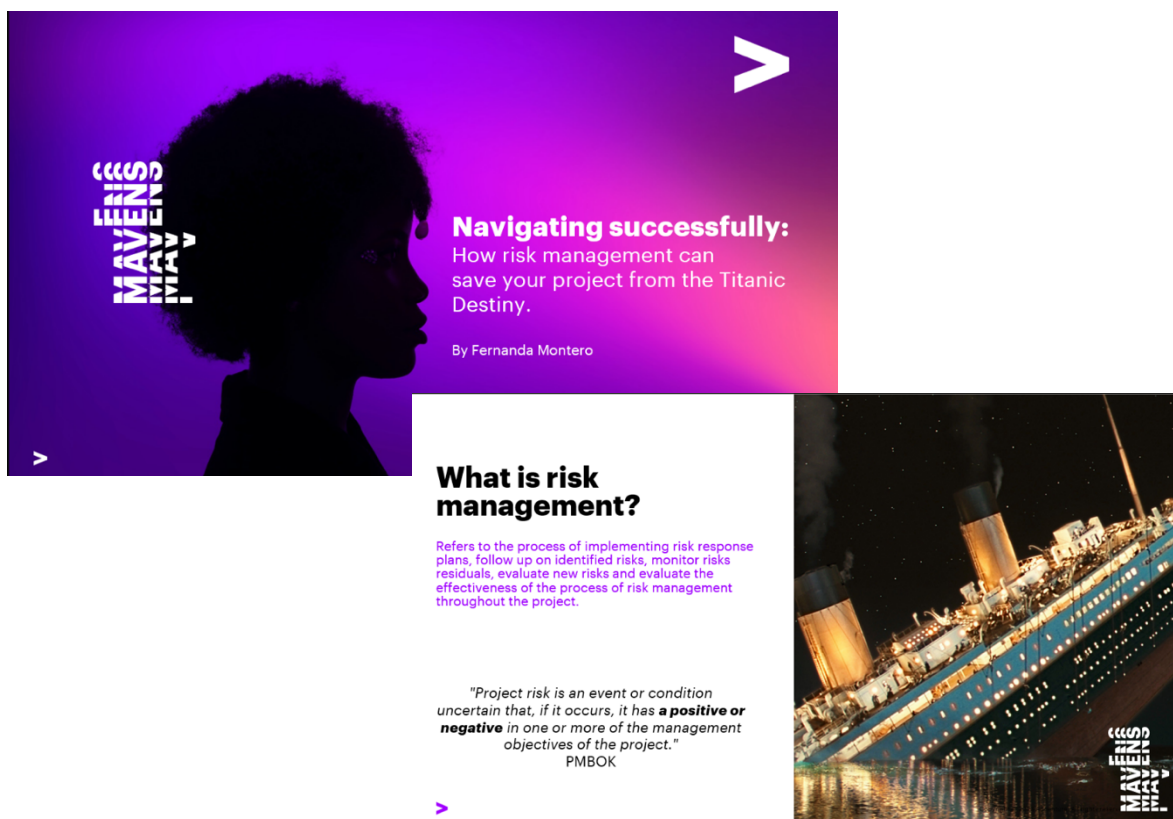 >
MAVENS
MAVENS
MAV
Navigating successfully:
How risk management can
save your project from the Titanic
Destiny.
By Fernanda Montero
>
What is risk
management?
Refers to the process of implementing risk response
plans, follow up on identified risks, monitor risks
residuals, evaluate new risks and evaluate the
effectiveness of the process of risk management
throughout the project.
"Project risk is an event or condition
uncertain that, if it occurs, it has a positive or
negative in one or more of the management
objectives of the project."
PMBOK
>
MAVENS
MAVENS
MAV